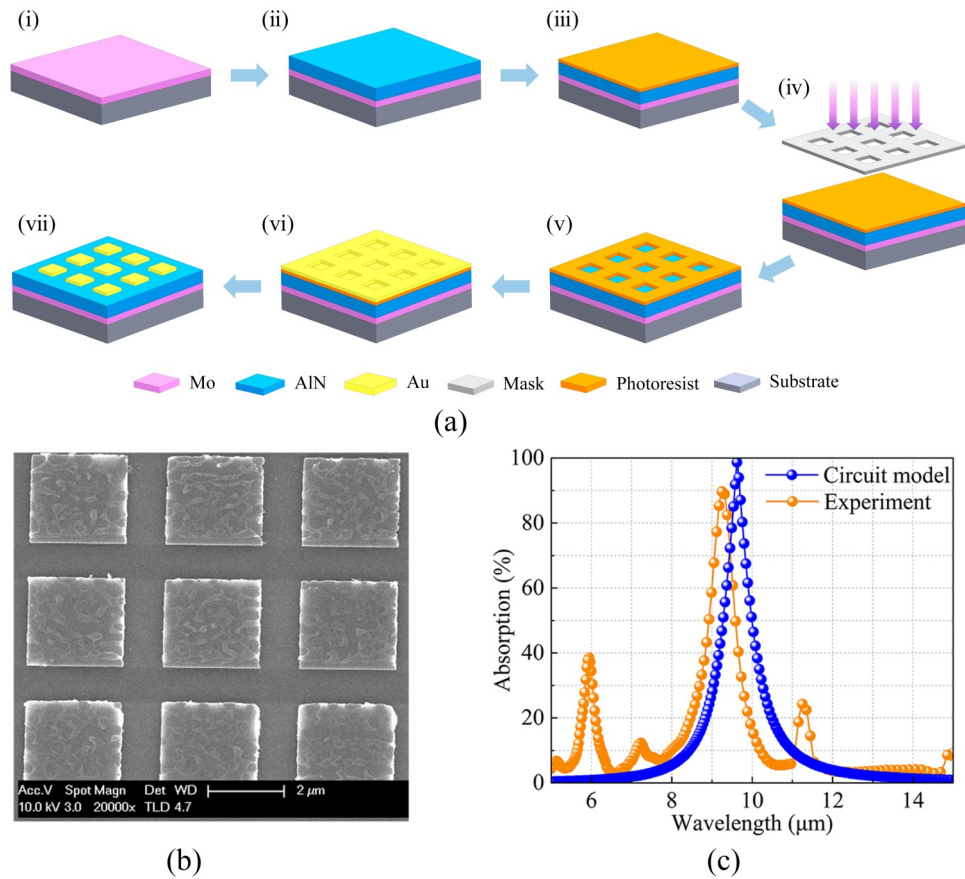 (i)
(ii)
(iii)
(iv)
(vii)
(vi)
(v)
Mo AlN Au Mask Photoresist Substrate
(a)
Acc.V Spot Magn Det WD 2 μm
10.0 kV 3.0 20000x TLD 4.7
(b)
100
80
60
40
20
0
Absorption (%)
Circuit model
Experiment
6 8 10 12 14
Wavelength (μm)
(c)